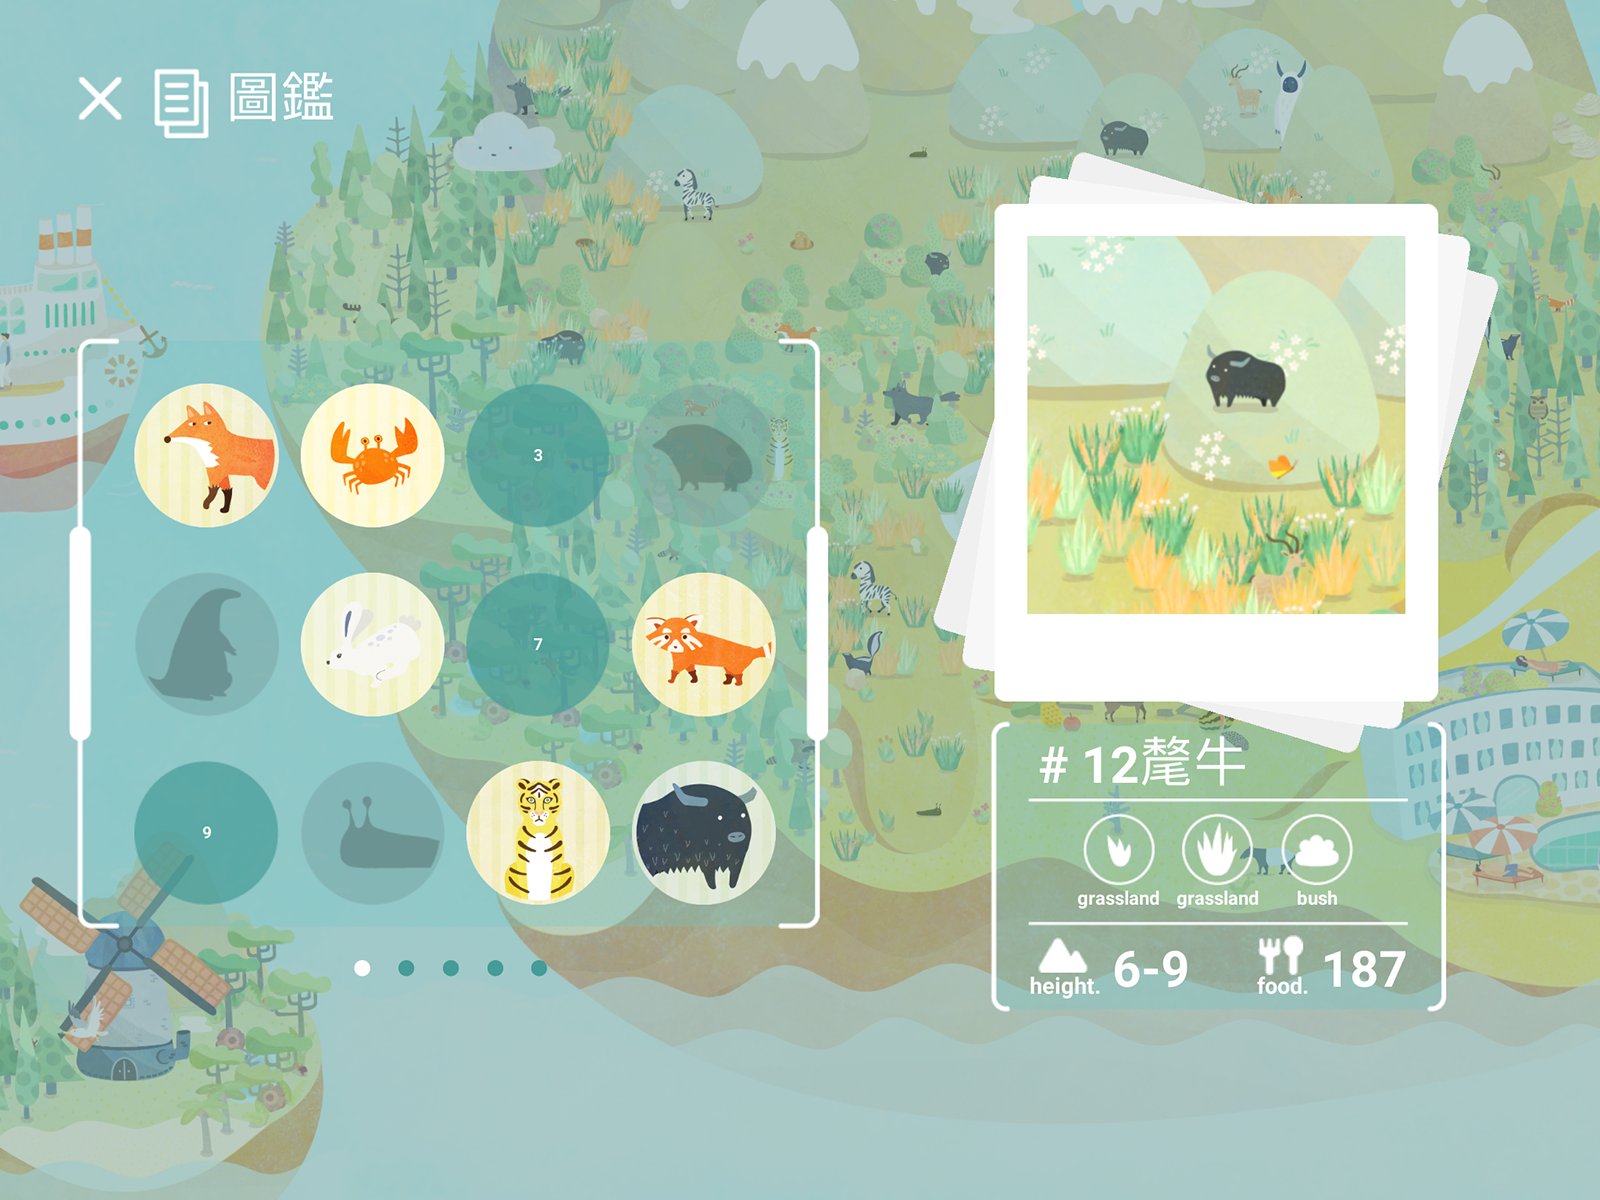 圖鑑
3
7
9
# 12氂牛
grassland grassland bush
height. 6-9 food. 187